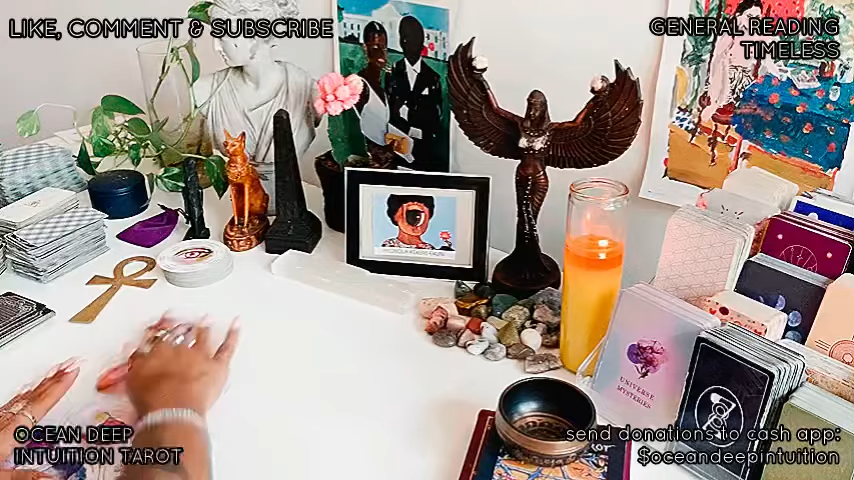 LIKE, COMMENT & SUBSCRIBE
GENERAL READING
TIMELESS
UNIVERSE
MYSTERIES
OCEAN DEEP
INTUITION TAROT
send donations to cash app:
$oceandeepintuition